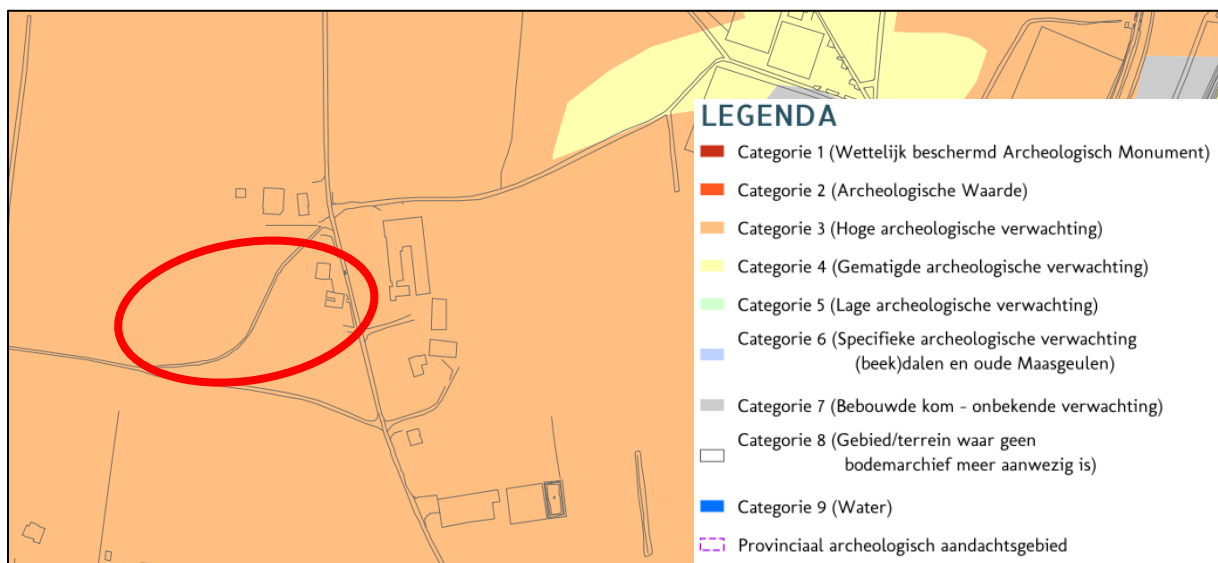 LEGENDA
Categorie 1 (Wettelijk beschermd Archeologisch Monument)
Categorie 2 (Archeologische Waarde)
Categorie 3 (Hoge archeologische verwachting)
Categorie 4 (Gematigde archeologische verwachting)
Categorie 5 (Lage archeologische verwachting)
Categorie 6 (Specifieke archeologische verwachting
(beek)dalen en oude Maasgeulen)
Categorie 7 (Bebouwde kom - onbekende verwachting)
Categorie 8 (Gebied/terrein waar geen
bodemarchief meer aanwezig is)
Categorie 9 (Water)
Provinciaal archeologisch aandachtsgebied